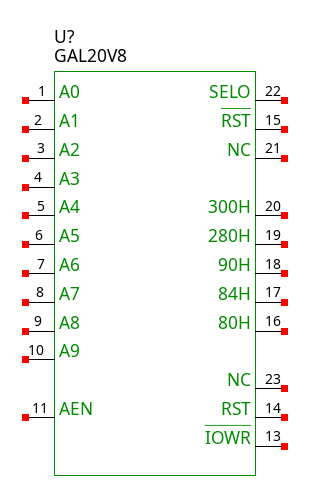 U?
GAL20V8
1 A0 SELO 22
2 A1 RST 15
3 A2 NC 21
4 A3
5 A4 300H 20
6 A5 280H 19
7 A6 90H 18
8 A7 84H 17
9 A8 80H 16
10 A9
NC 23
11 AEN RST 14
IOWR 13